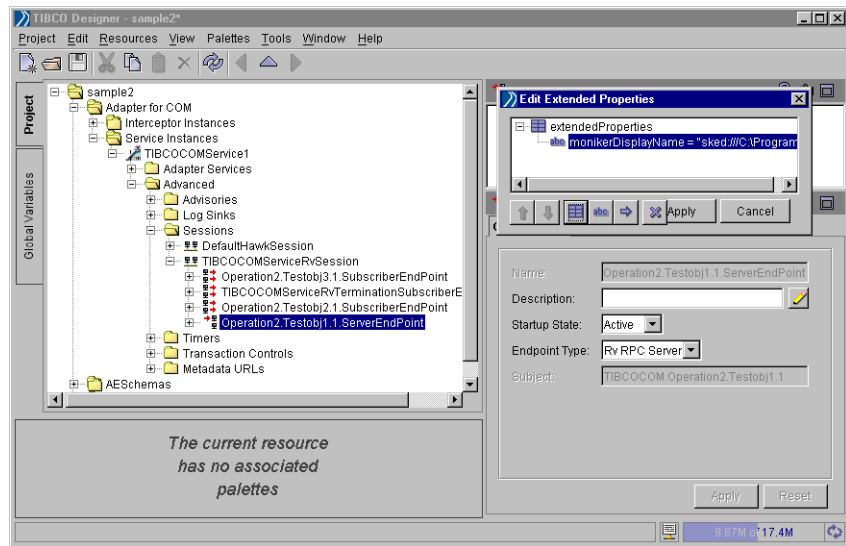 TIBCO Designer - sample2*
Project Edit Resources View Palettes Tools Window Help
Project
Global Variables
sample2
Adapter for COM
Interceptor Instances
Service Instances
TIBCOCOMService1
Adapter Services
Advanced
Advisories
Log Sinks
Sessions
DefaultHawkSession
TIBCOCOMServiceRvSession
Operation2.Testobj3.1.SubscriberEndPoint
TIBCOCOMServiceRvTerminationSubscriberE
Operation2.Testobj2.1.SubscriberEndPoint
Operation2.Testobj1.1.ServerEndPoint
Timers
Transaction Controls
Metadata URLs
AESchemas
The current resource
has no associated
palettes
Edit Extended Properties
extendedProperties
abc monikerDisplayName = "sked:///C:\Program
abc Apply Cancel
Name: Operation2.Testobj1.1.ServerEndPoint
Description:
Startup State: Active
Endpoint Type: Rv RPC Server
Subject: TIBCOCOM.Operation2.Testobj1.1
Apply Reset
9.87M of 17.4M